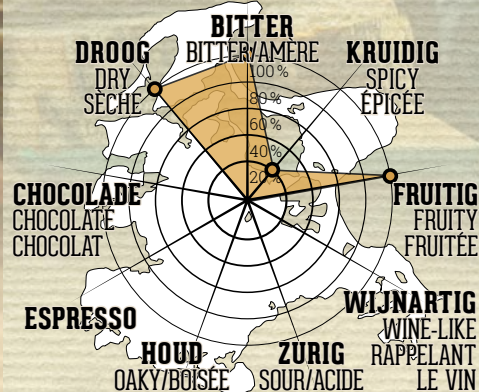 BITTER
BITTER/AMÈRE
DROOG
DRY
SÈCHE
KRUIDIG
SPICY
ÉPICÉE
100%
80%
60%
40%
20%
CHOCOLADE
CHOCOLATE
CHOCOLAT
FRUITIG
FRUITY
FRUITÉE
ESPRESSO
WIJNARTIG
WINE-LIKE
RAPPELANT
LE VIN
HOUD
OAKY/BOISÉE
ZURIG
SOUR/ACIDE